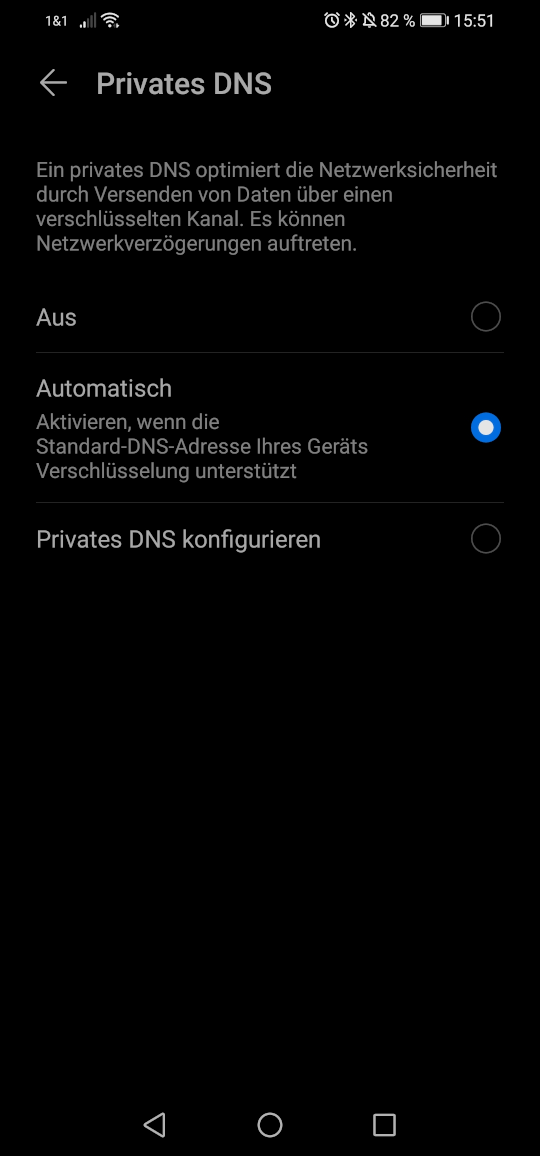 1&1 82 % 15:51
Privates DNS
Ein privates DNS optimiert die Netzwerksicherheit
durch Versenden von Daten über einen
verschlüsselten Kanal. Es können
Netzwerkverzögerungen auftreten.
Aus
Automatisch
Aktivieren, wenn die
Standard-DNS-Adresse Ihres Geräts
Verschlüsselung unterstützt
Privates DNS konfigurieren